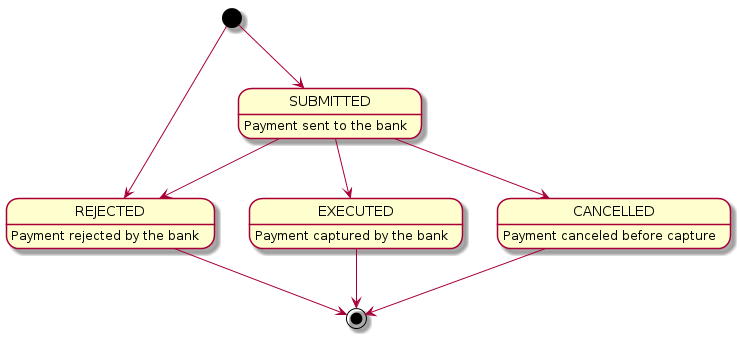 SUBMITTED
Payment sent to the bank
REJECTED
Payment rejected by the bank
EXECUTED
Payment captured by the bank
CANCELLED
Payment canceled before capture